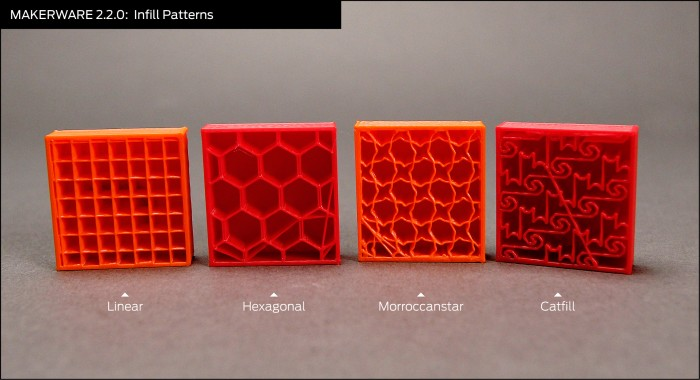 MAKERWARE 2.2.0: Infill Patterns
Linear
Hexagonal
Morroccanstar
Catfill